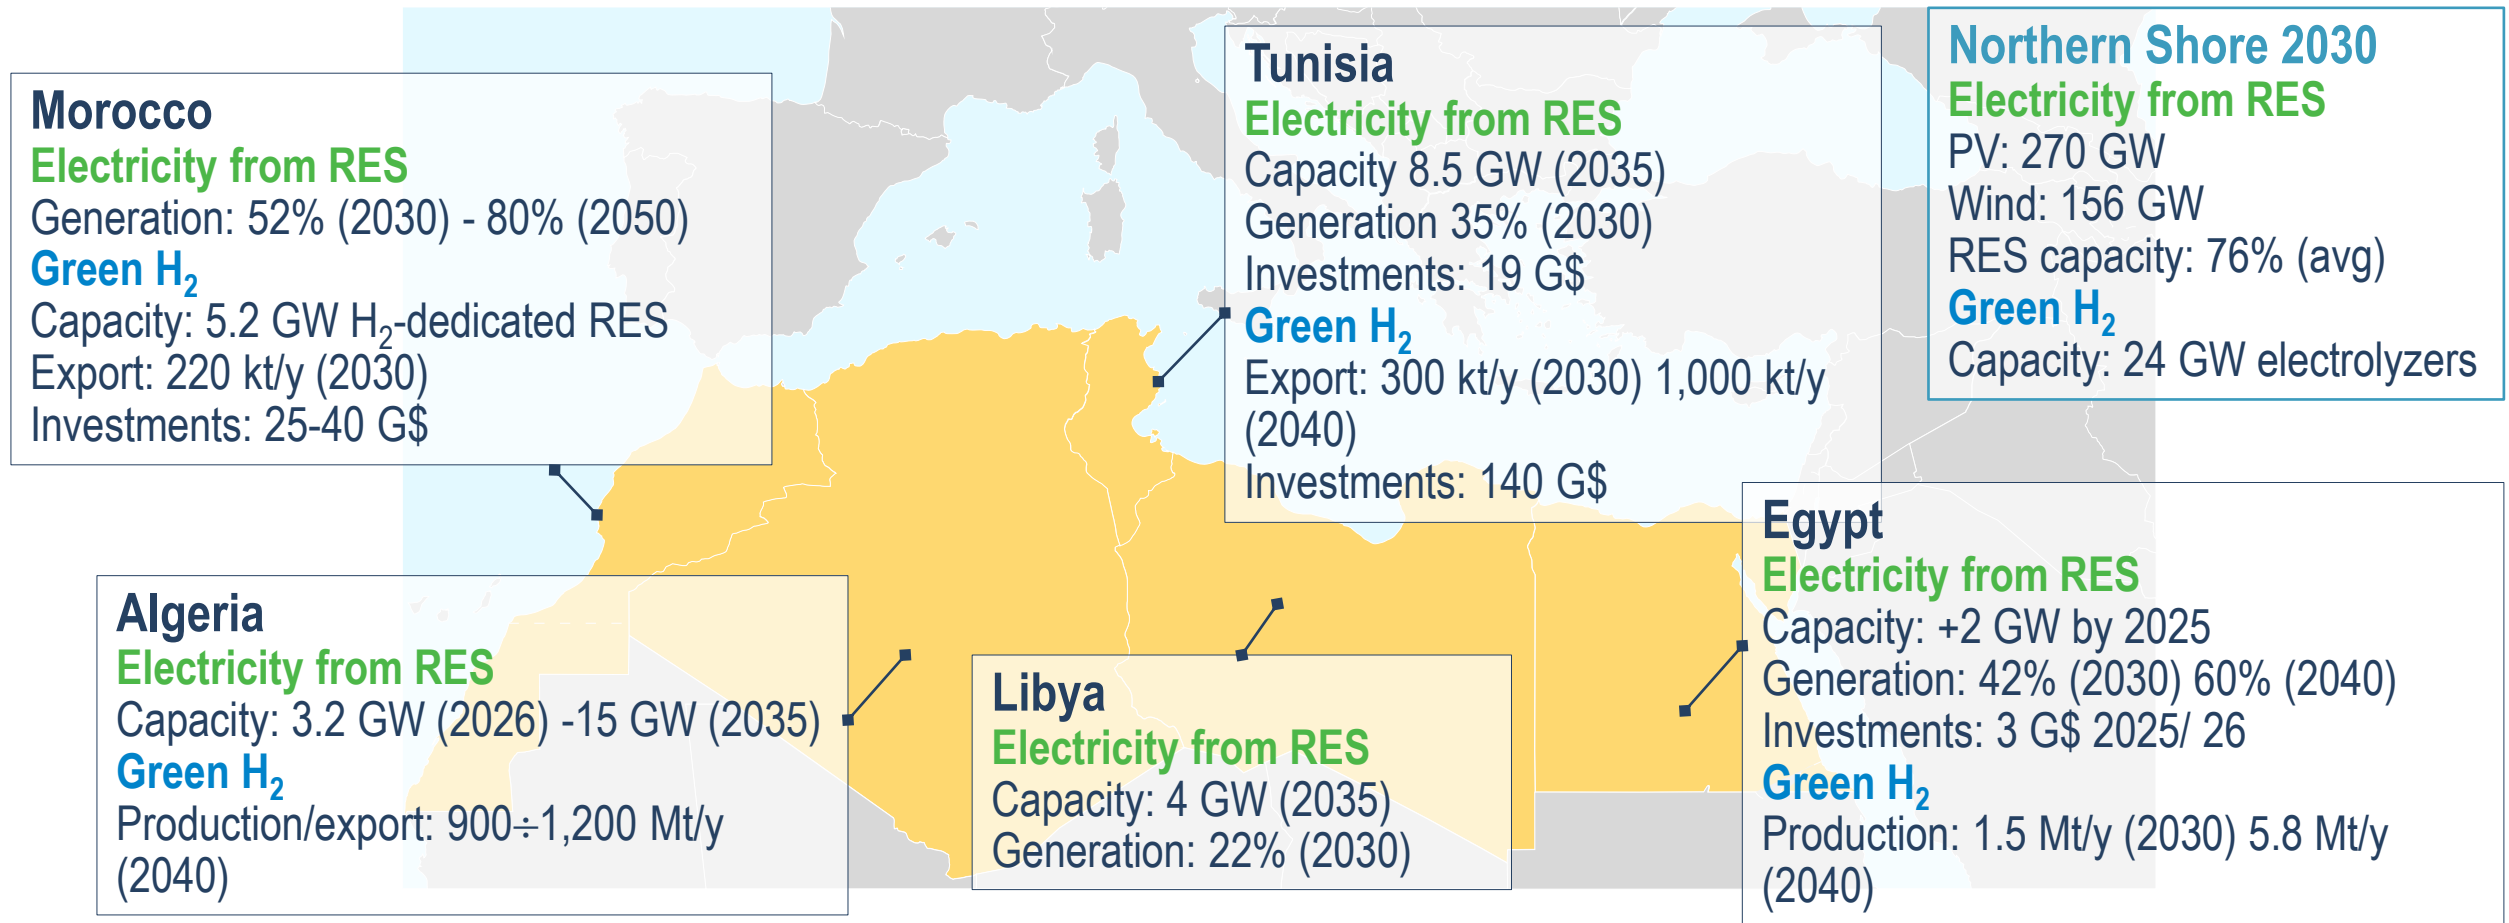 Morocco
Electricity from RES
Generation: 52% (2030) - 80% (2050)
Green H₂
Capacity: 5.2 GW H₂-dedicated RES
Export: 220 kt/y (2030)
Investments: 25-40 G$
Tunisia
Electricity from RES
Capacity 8.5 GW (2035)
Generation 35% (2030)
Investments: 19 G$
Green H₂
Export: 300 kt/y (2030) 1,000 kt/y
(2040)
Investments: 140 G$
Northern Shore 2030
Electricity from RES
PV: 270 GW
Wind: 156 GW
RES capacity: 76% (avg)
Green H₂
Capacity: 24 GW electrolyzers
Algeria
Electricity from RES
Capacity: 3.2 GW (2026) -15 GW (2035)
Green H₂
Production/export: 900÷1,200 Mt/y
(2040)
Libya
Electricity from RES
Capacity: 4 GW (2035)
Generation: 22% (2030)
Egypt
Electricity from RES
Capacity: +2 GW by 2025
Generation: 42% (2030) 60% (2040)
Investments: 3 G$ 2025/ 26
Green H₂
Production: 1.5 Mt/y (2030) 5.8 Mt/y
(2040)